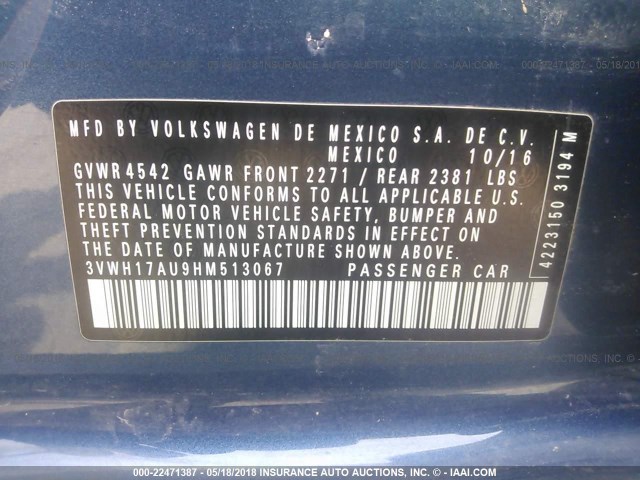 MFD BY VOLKSWAGEN DE MEXICO S.A. DE C.V.
MEXICO 10/16
GVWR 4542 GAWR FRONT 2271 / REAR 2381 LBS
THIS VEHICLE CONFORMS TO ALL APPLICABLE U.S.
FEDERAL MOTOR VEHICLE SAFETY, BUMPER AND
THEFT PREVENTION STANDARDS IN EFFECT ON
THE DATE OF MANUFACTURE SHOWN ABOVE.
3VWH17AU9HM513067 PASSENGER CAR
4223150 3194 M
000-22471387 - 05/18/2018 INSURANCE AUTO AUCTIONS, INC. - © - IAAI.COM